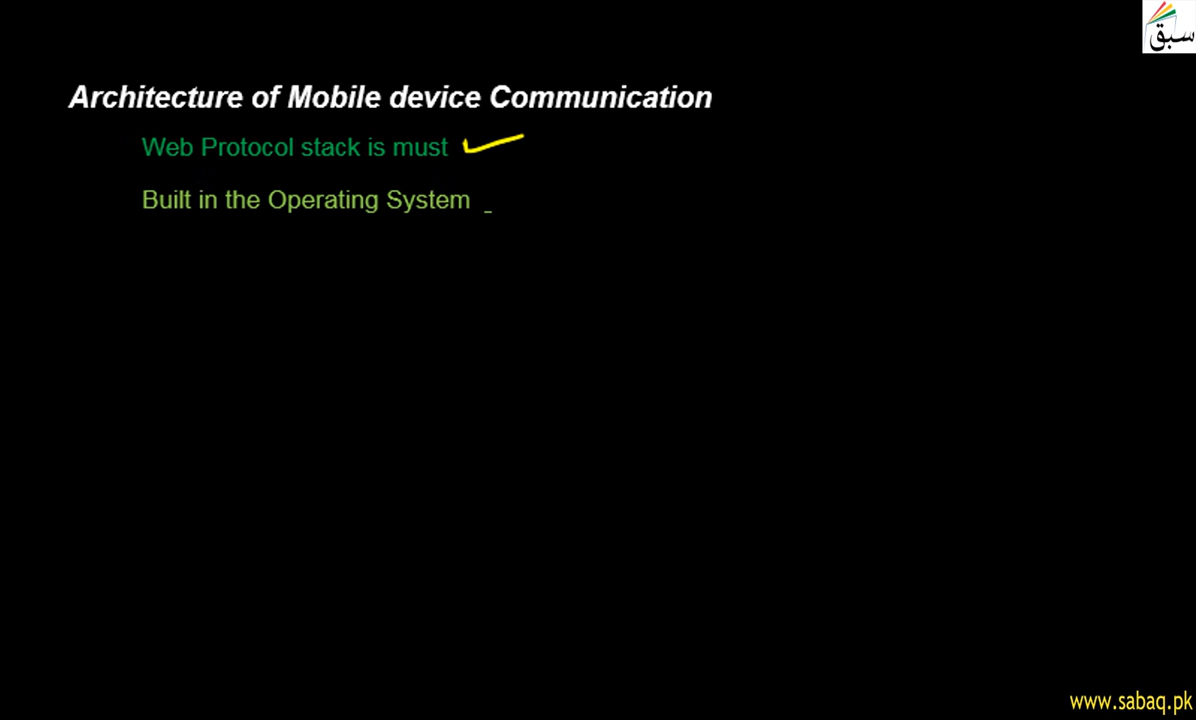 سبق
Architecture of Mobile device Communication
Web Protocol stack is must
Built in the Operating System _
www.sabaq.pk